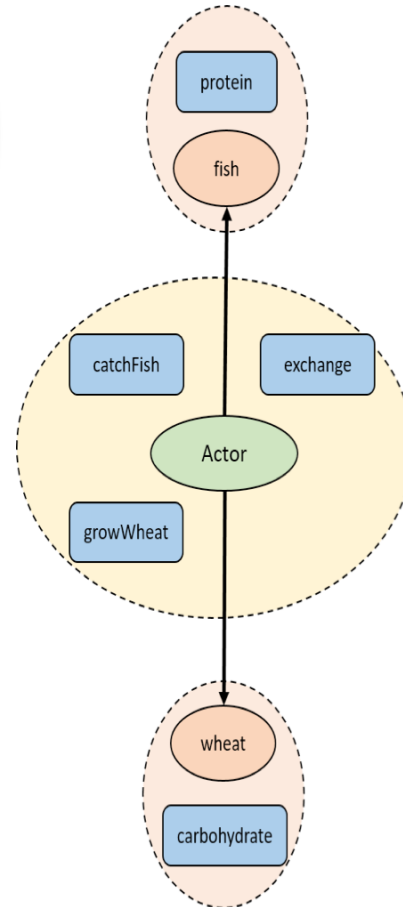 protein
fish
catchFish
exchange
Actor
growWheat
wheat
carbohydrate